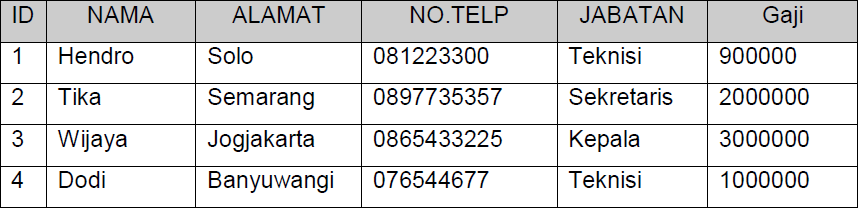 ID NAMA ALAMAT NO.TELP JABATAN Gaji
1 Hendro Solo 081223300 Teknisi 900000
2 Tika Semarang 0897735357 Sekretaris 2000000
3 Wijaya Jogjakarta 0865433225 Kepala 3000000
4 Dodi Banyuwangi 076544677 Teknisi 1000000